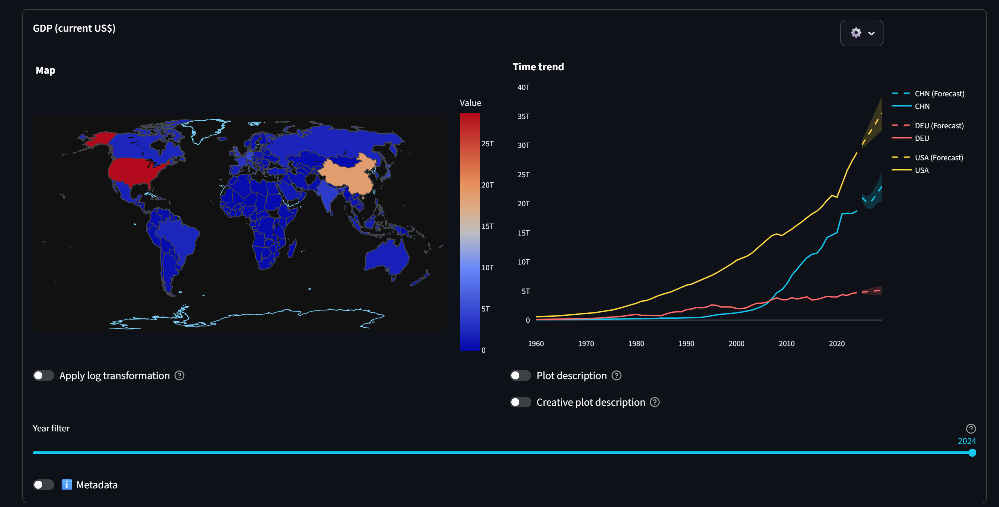 GDP (current US$)
Map
Value
25T
20T
15T
10T
5T
0
Time trend
40T
35T
30T
25T
20T
15T
10T
5T
0
1960 1970 1980 1990 2000 2010 2020
CHN (Forecast)
CHN
DEU (Forecast)
DEU
USA (Forecast)
USA
Apply log transformation ?
Plot description ?
Creative plot description ?
Year filter ?
2024
i Metadata